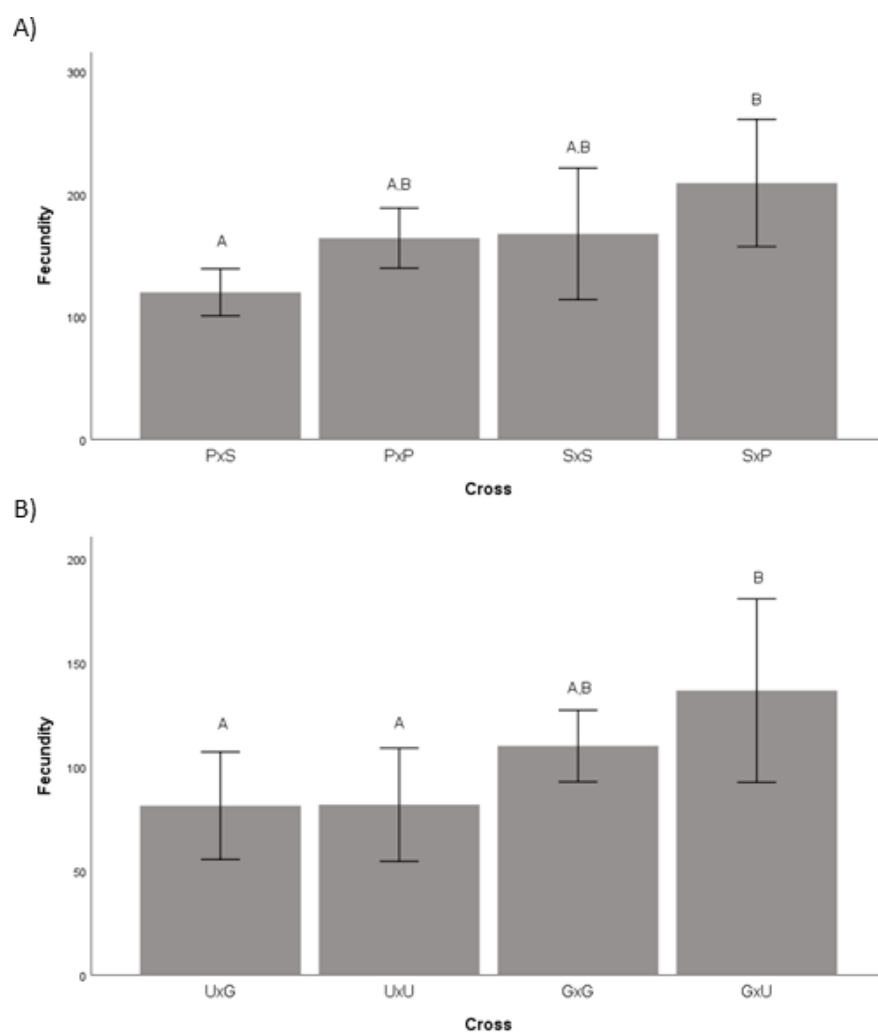 A)
300
200
100
0
Fecundity
A
A,B
A,B
B
PxS
PxP
SxS
SxP
Cross
B)
200
150
100
50
0
Fecundity
A
A
A,B
B
UxG
UxU
GxG
GxU
Cross